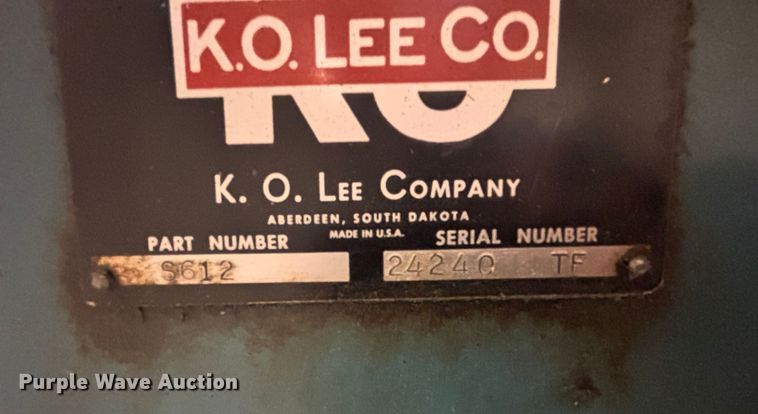 K.O. LEE CO.
KO
K. O. LEE COMPANY
ABERDEEN, SOUTH DAKOTA
MADE IN U.S.A.
PART NUMBER SERIAL NUMBER
S612 24240 TF
Purple Wave Auction